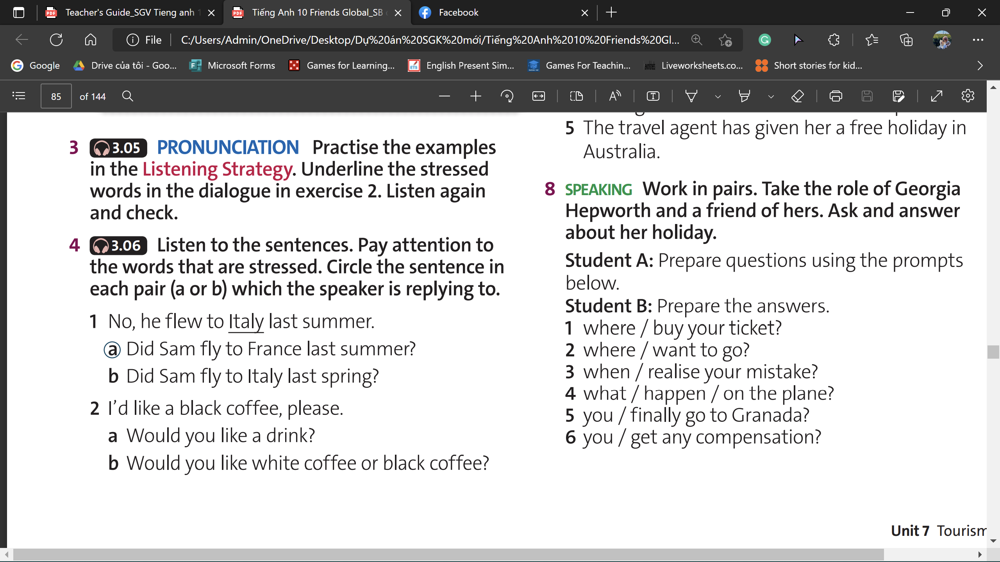 Teacher's Guide_SGV Tieng anh 1
Tiếng Anh 10 Friends Global_SB
Facebook
File
C:/Users/Admin/OneDrive/Desktop/Dự%20án%20SGK%20mới/Tiếng%20Anh%2010%20Friends%20Gl...
Google
Drive của tôi - Goo...
Microsoft Forms
Games for Learning...
English Present Sim...
Games For Teachin...
Liveworksheets.co...
Short stories for kid...
85 of 144
3 3.05 PRONUNCIATION Practise the examples
in the Listening Strategy. Underline the stressed
words in the dialogue in exercise 2. Listen again
and check.
4 3.06 Listen to the sentences. Pay attention to
the words that are stressed. Circle the sentence in
each pair (a or b) which the speaker is replying to.
1 No, he flew to Italy last summer.
a Did Sam fly to France last summer?
b Did Sam fly to Italy last spring?
2 I'd like a black coffee, please.
a Would you like a drink?
b Would you like white coffee or black coffee?
5 The travel agent has given her a free holiday in
Australia.
8 SPEAKING Work in pairs. Take the role of Georgia
Hepworth and a friend of hers. Ask and answer
about her holiday.
Student A: Prepare questions using the prompts
below.
Student B: Prepare the answers.
1 where / buy your ticket?
2 where / want to go?
3 when / realise your mistake?
4 what / happen / on the plane?
5 you / finally go to Granada?
6 you / get any compensation?
Unit 7 Tourism